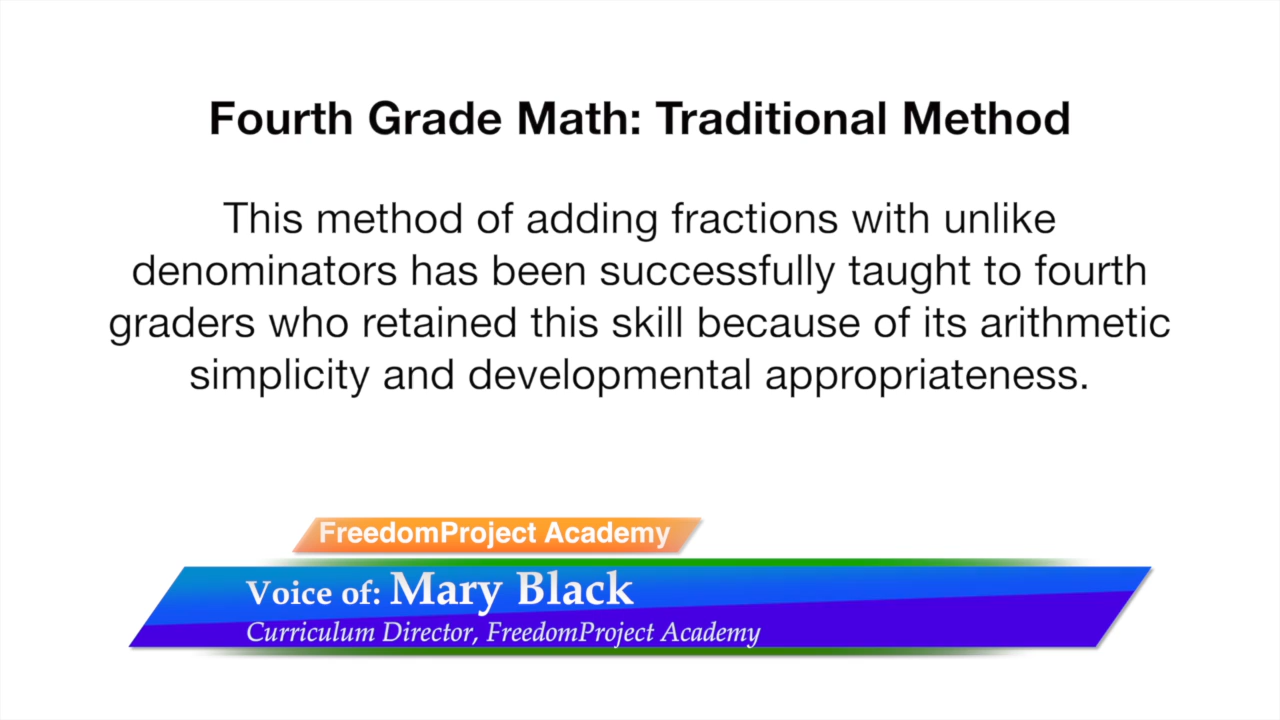 Fourth Grade Math: Traditional Method
This method of adding fractions with unlike
denominators has been successfully taught to fourth
graders who retained this skill because of its arithmetic
simplicity and developmental appropriateness.
FreedomProject Academy
Voice of: Mary Black
Curriculum Director, FreedomProject Academy